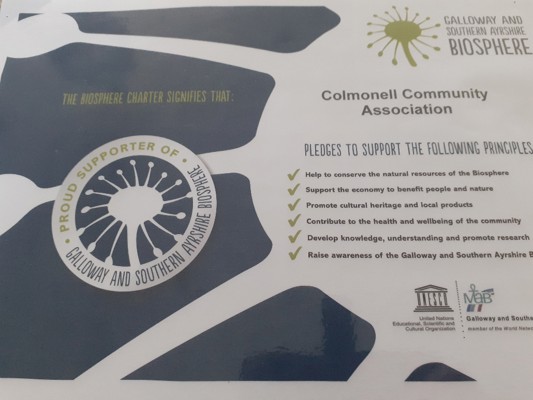 GALLOWAY AND
SOUTHERN AYRSHIRE
BIOSPHERE
THE BIOSPHERE CHARTER SIGNIFIES THAT:
Colmonell Community
Association
PLEDGES TO SUPPORT THE FOLLOWING PRINCIPLES
Help to conserve the natural resources of the Biosphere
Support the economy to benefit people and nature
Promote cultural heritage and local products
Contribute to the health and wellbeing of the community
Develop knowledge, understanding and promote research
Raise awareness of the Galloway and Southern Ayrshire B
• PROUD SUPPORTER OF •
GALLOWAY AND SOUTHERN AYRSHIRE BIOSPHERE
UNESCO
MAB
United Nations
Educational, Scientific and
Cultural Organization
Galloway and Southe
member of the World Netw